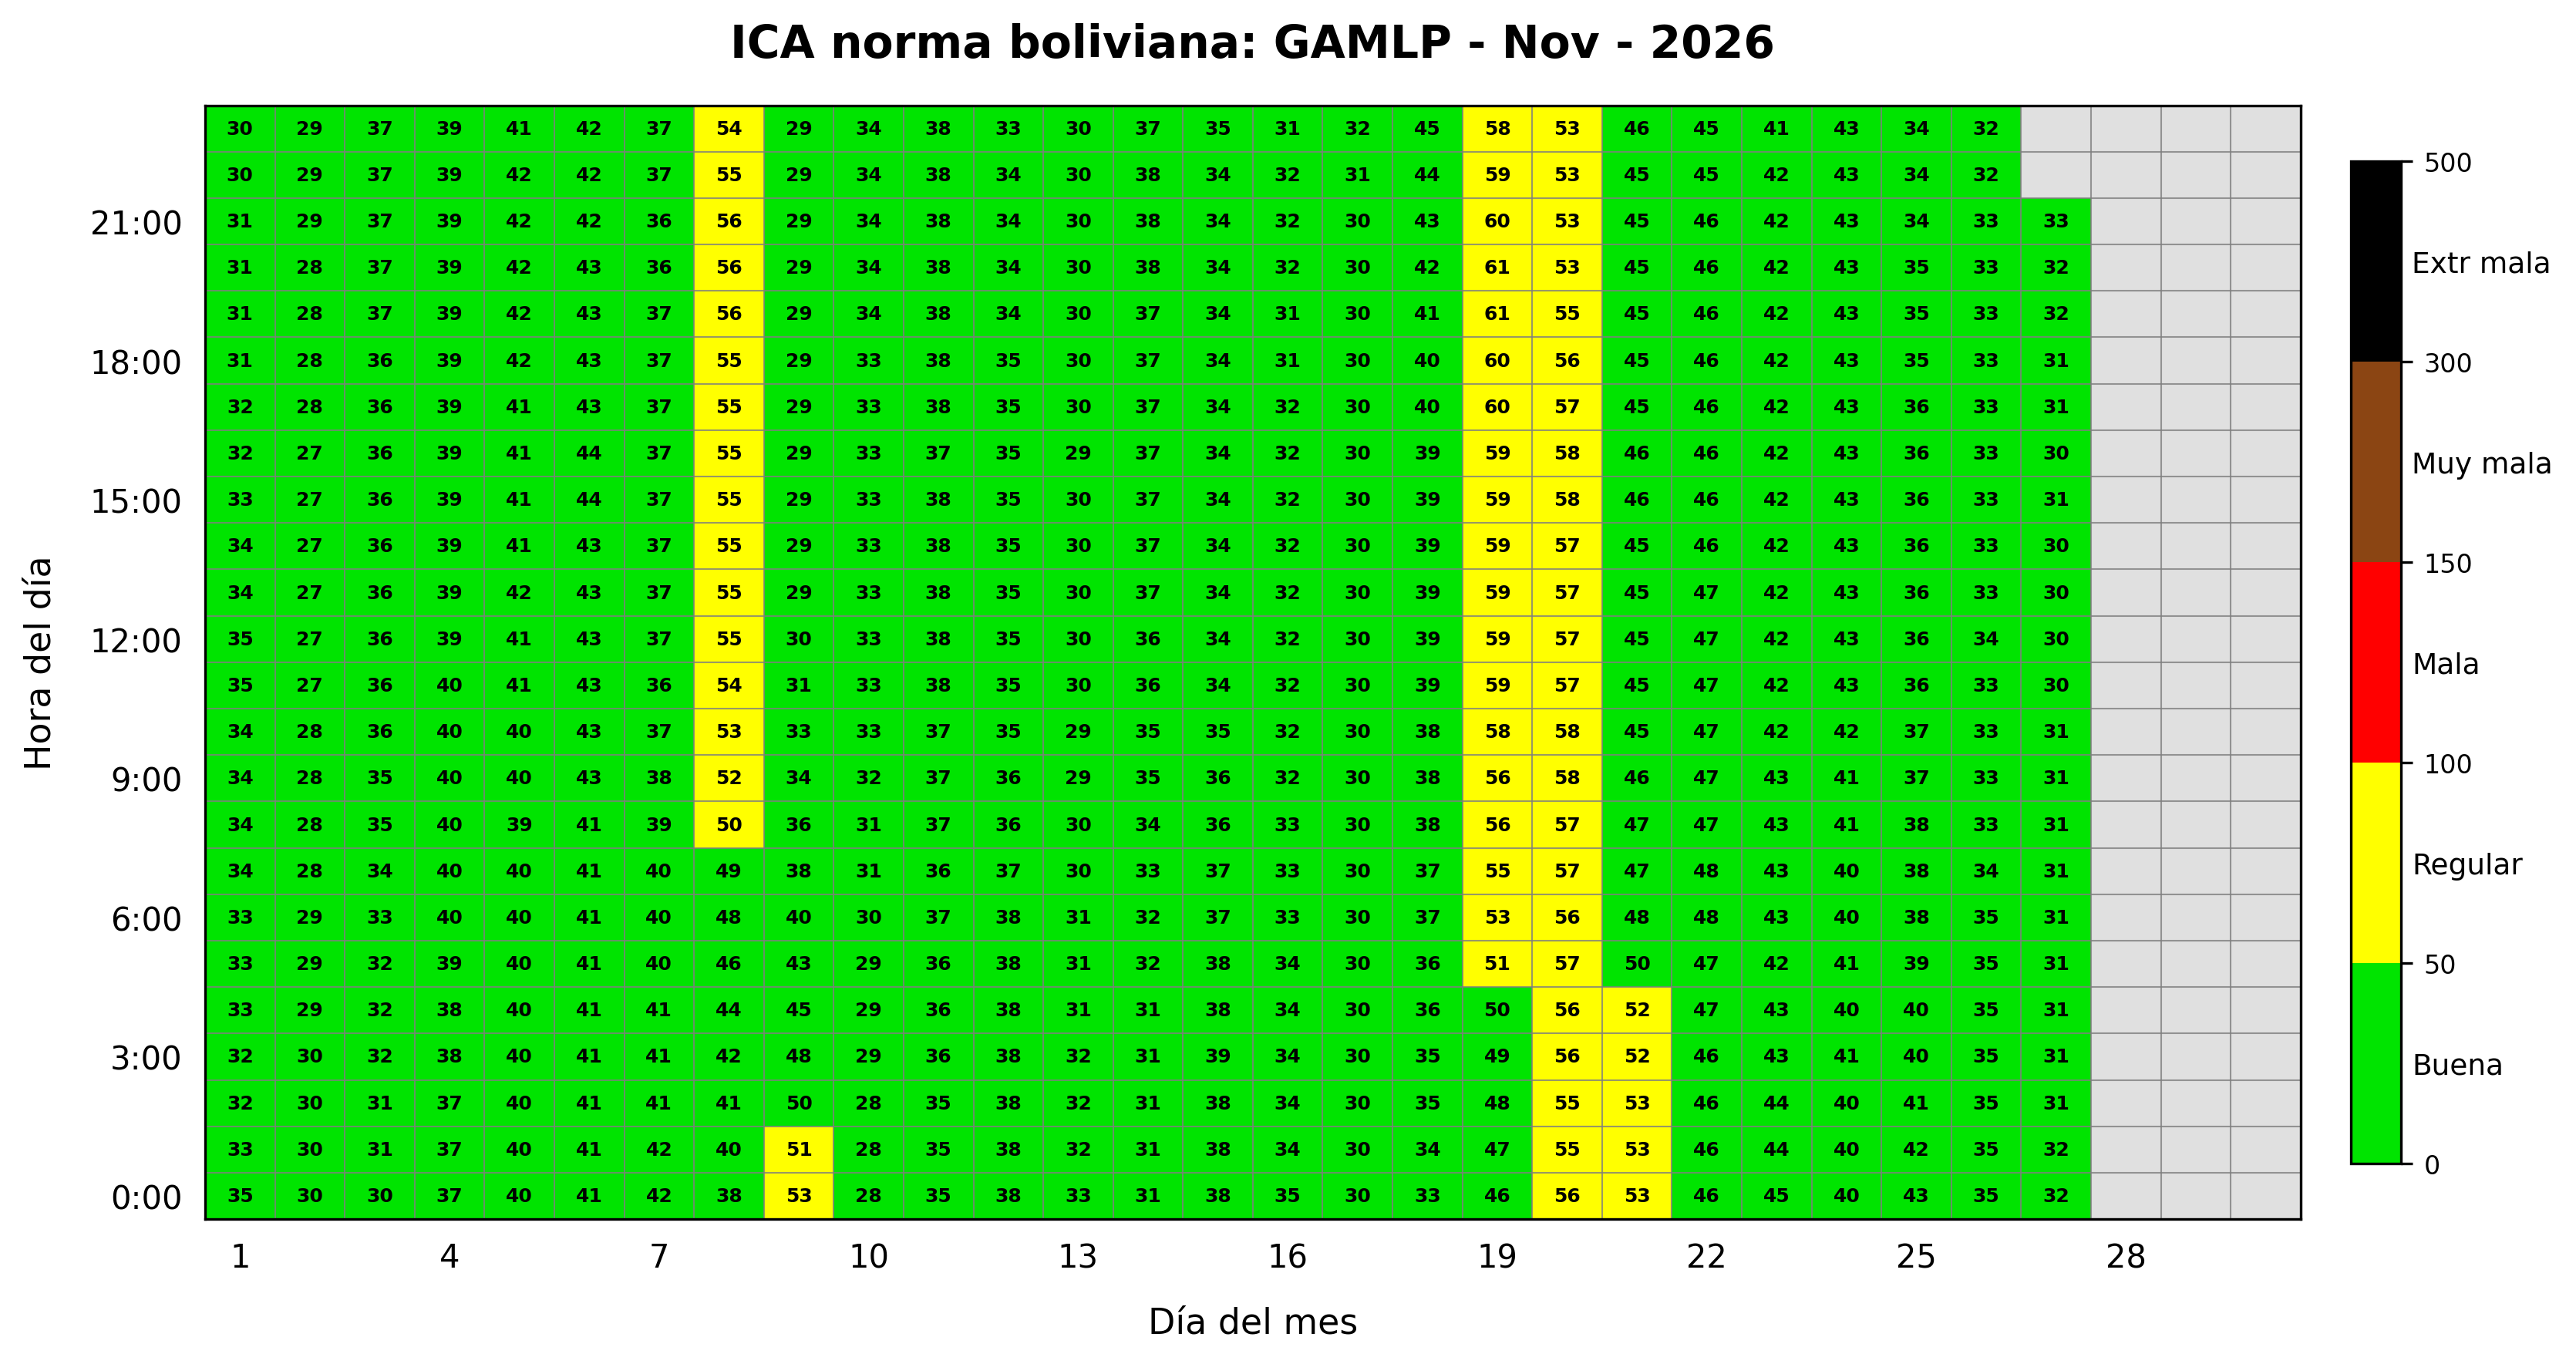 ICA norma boliviana: GAMLP - Nov - 2026
30 29 37 39 41 42 37 54 29 34 38 33 30 37 35 31 32 45 58 53 46 45 41 43 34 32
30 29 37 39 42 42 37 55 29 34 38 34 30 38 34 32 31 44 59 53 45 45 42 43 34 32
21:00 31 29 37 39 42 42 36 56 29 34 38 34 30 38 34 32 30 43 60 53 45 46 42 43 34 33 33
31 28 37 39 42 43 36 56 29 34 38 34 30 38 34 32 30 42 61 53 45 46 42 43 35 33 32
31 28 37 39 42 43 37 56 29 34 38 34 30 37 34 31 30 41 61 55 45 46 42 43 35 33 32
18:00 31 28 36 39 42 43 37 55 29 33 38 35 30 37 34 31 30 40 60 56 45 46 42 43 35 33 31
32 28 36 39 41 43 37 55 29 33 38 35 30 37 34 32 30 40 60 57 45 46 42 43 36 33 31
32 27 36 39 41 44 37 55 29 33 37 35 29 37 34 32 30 39 59 58 46 46 42 43 36 33 30
15:00 33 27 36 39 41 44 37 55 29 33 38 35 30 37 34 32 30 39 59 58 46 46 42 43 36 33 31
34 27 36 39 41 43 37 55 29 33 38 35 30 37 34 32 30 39 59 57 45 46 42 43 36 33 30
34 27 36 39 42 43 37 55 29 33 38 35 30 37 34 32 30 39 59 57 45 47 42 43 36 33 30
12:00 35 27 36 39 41 43 37 55 30 33 38 35 30 36 34 32 30 39 59 57 45 47 42 43 36 34 30
35 27 36 40 41 43 36 54 31 33 38 35 30 36 34 32 30 39 59 57 45 47 42 43 36 33 30
34 28 36 40 40 43 37 53 33 33 37 35 29 35 35 32 30 38 58 58 45 47 42 42 37 33 31
9:00 34 28 35 40 40 43 38 52 34 32 37 36 29 35 36 32 30 38 56 58 46 47 43 41 37 33 31
34 28 35 40 39 41 39 50 36 31 37 36 30 34 36 33 30 38 56 57 47 47 43 41 38 33 31
34 28 34 40 40 41 40 49 38 31 36 37 30 33 37 33 30 37 55 57 47 48 43 40 38 34 31
6:00 33 29 33 40 40 41 40 48 40 30 37 38 31 32 37 33 30 37 53 56 48 48 43 40 38 35 31
33 29 32 39 40 41 40 46 43 29 36 38 31 32 38 34 30 36 51 57 50 47 42 41 39 35 31
33 29 32 38 40 41 41 44 45 29 36 38 31 31 38 34 30 36 50 56 52 47 43 40 40 35 31
3:00 32 30 32 38 40 41 41 42 48 29 36 38 32 31 39 34 30 35 49 56 52 46 43 41 40 35 31
32 30 31 37 40 41 41 41 50 28 35 38 32 31 38 34 30 35 48 55 53 46 44 40 41 35 31
33 30 31 37 40 41 42 40 51 28 35 38 32 31 38 34 30 34 47 55 53 46 44 40 42 35 32
0:00 35 30 30 37 40 41 42 38 53 28 35 38 33 31 38 35 30 33 46 56 53 46 45 40 43 35 32
1 4 7 10 13 16 19 22 25 28
Día del mes
Hora del día
500
Extr mala
300
Muy mala
150
Mala
100
Regular
50
Buena
0